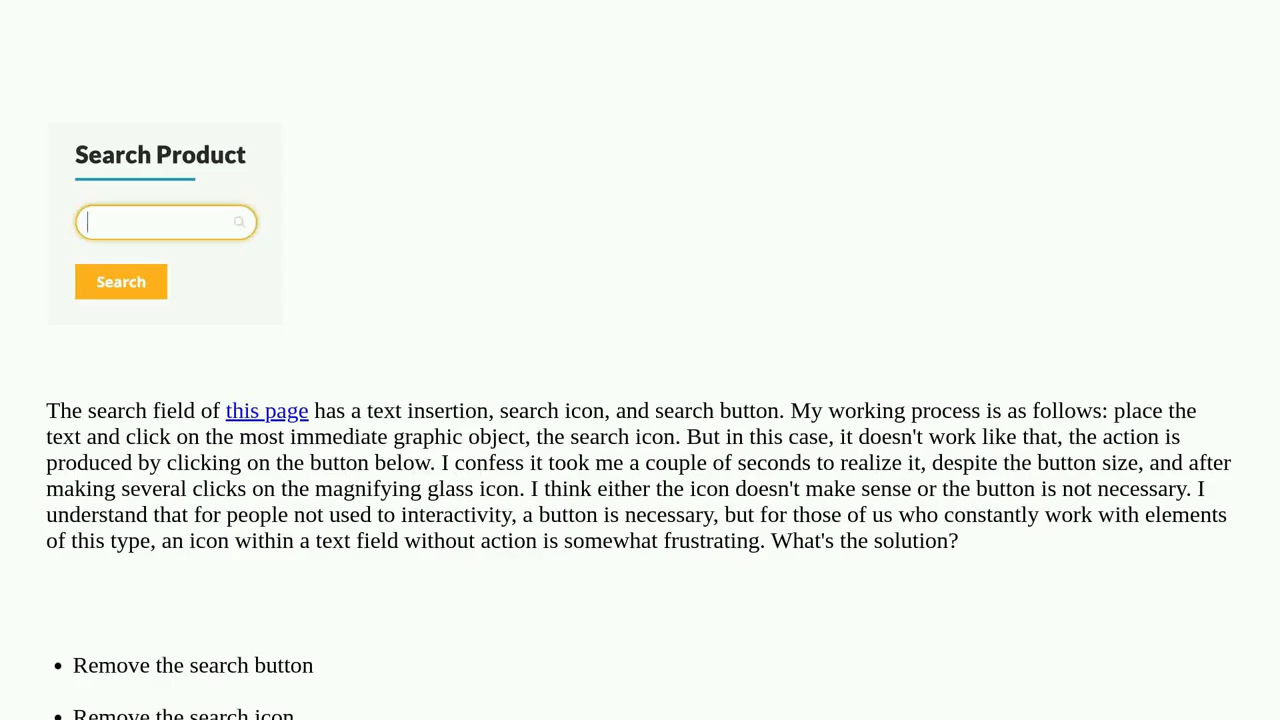 Search Product
Search
The search field of this page has a text insertion, search icon, and search button. My working process is as follows: place the
text and click on the most immediate graphic object, the search icon. But in this case, it doesn't work like that, the action is
produced by clicking on the button below. I confess it took me a couple of seconds to realize it, despite the button size, and after
making several clicks on the magnifying glass icon. I think either the icon doesn't make sense or the button is not necessary. I
understand that for people not used to interactivity, a button is necessary, but for those of us who constantly work with elements
of this type, an icon within a text field without action is somewhat frustrating. What's the solution?
• Remove the search button
• Remove the search icon